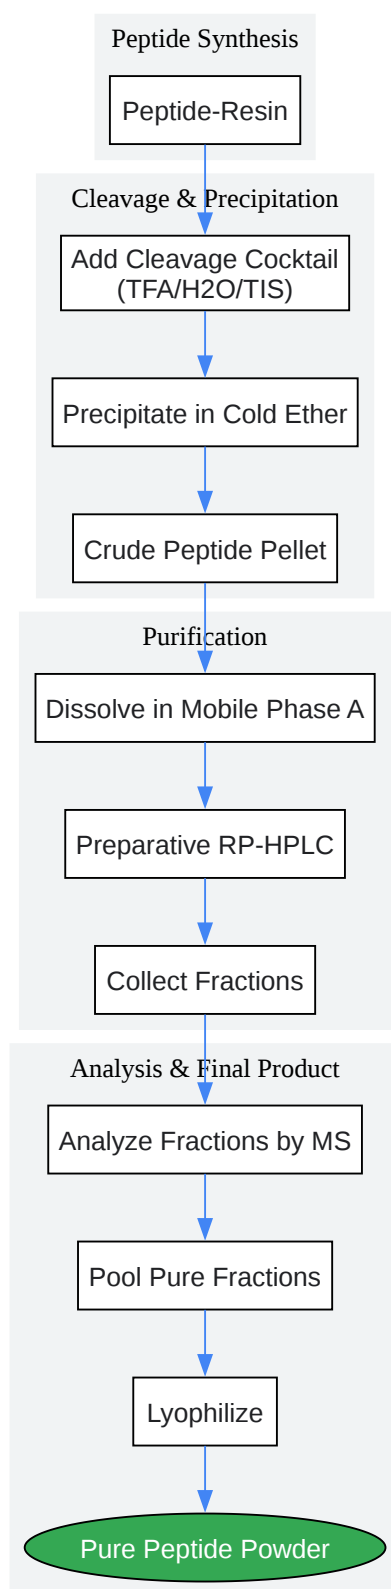 Peptide Synthesis
Peptide-Resin
Cleavage & Precipitation
Add Cleavage Cocktail
(TFA/H2O/TIS)
Precipitate in Cold Ether
Crude Peptide Pellet
Purification
Dissolve in Mobile Phase A
Preparative RP-HPLC
Collect Fractions
Analysis & Final Product
Analyze Fractions by MS
Pool Pure Fractions
Lyophilize
Pure Peptide Powder